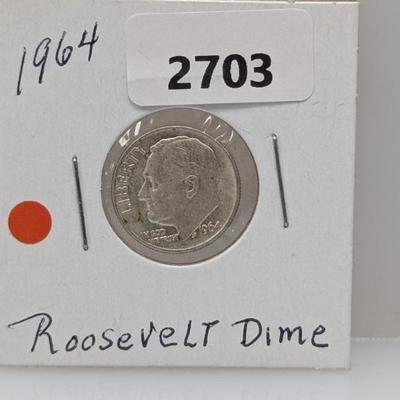 1964
2703
LIBERTY
IN GOD
WE TRUST
1964
Roosevelt Dime